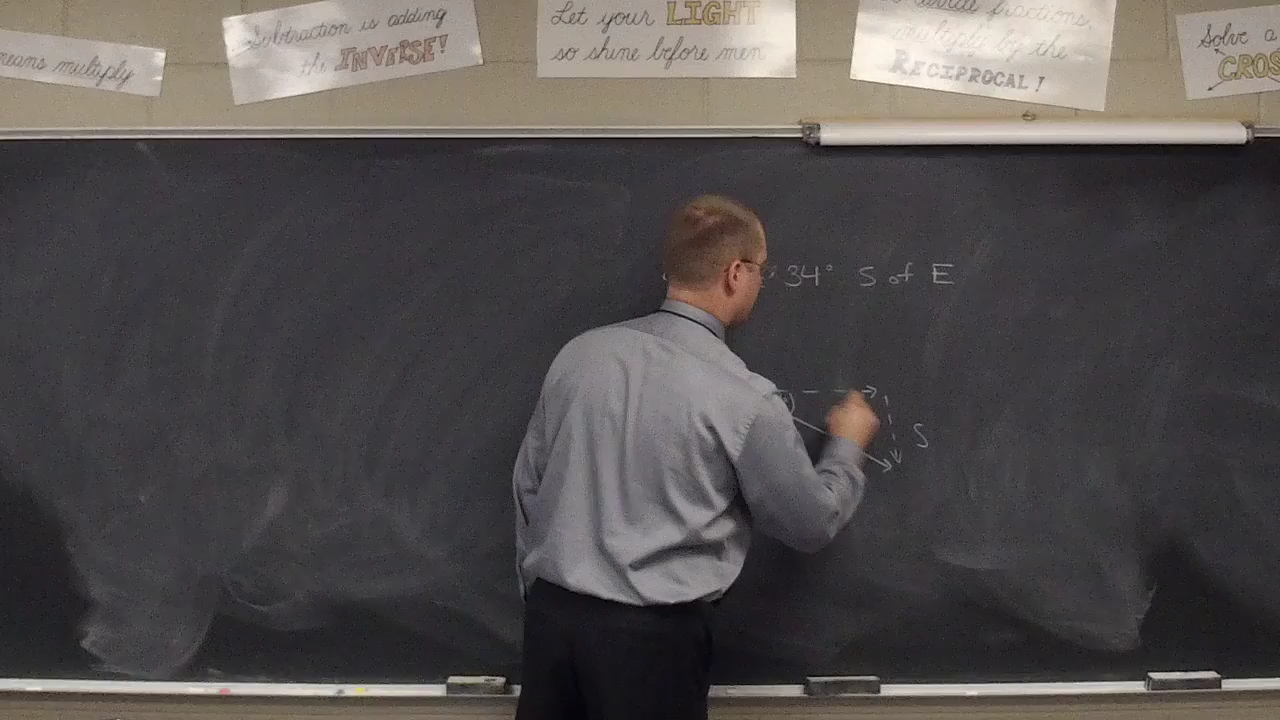 means multiply
Subtraction is adding
the INVERSE!
Let your LIGHT
so shine before men
fractions,
multiply by the
RECIPROCAL!
Solve a
CROS
34° S of E
S